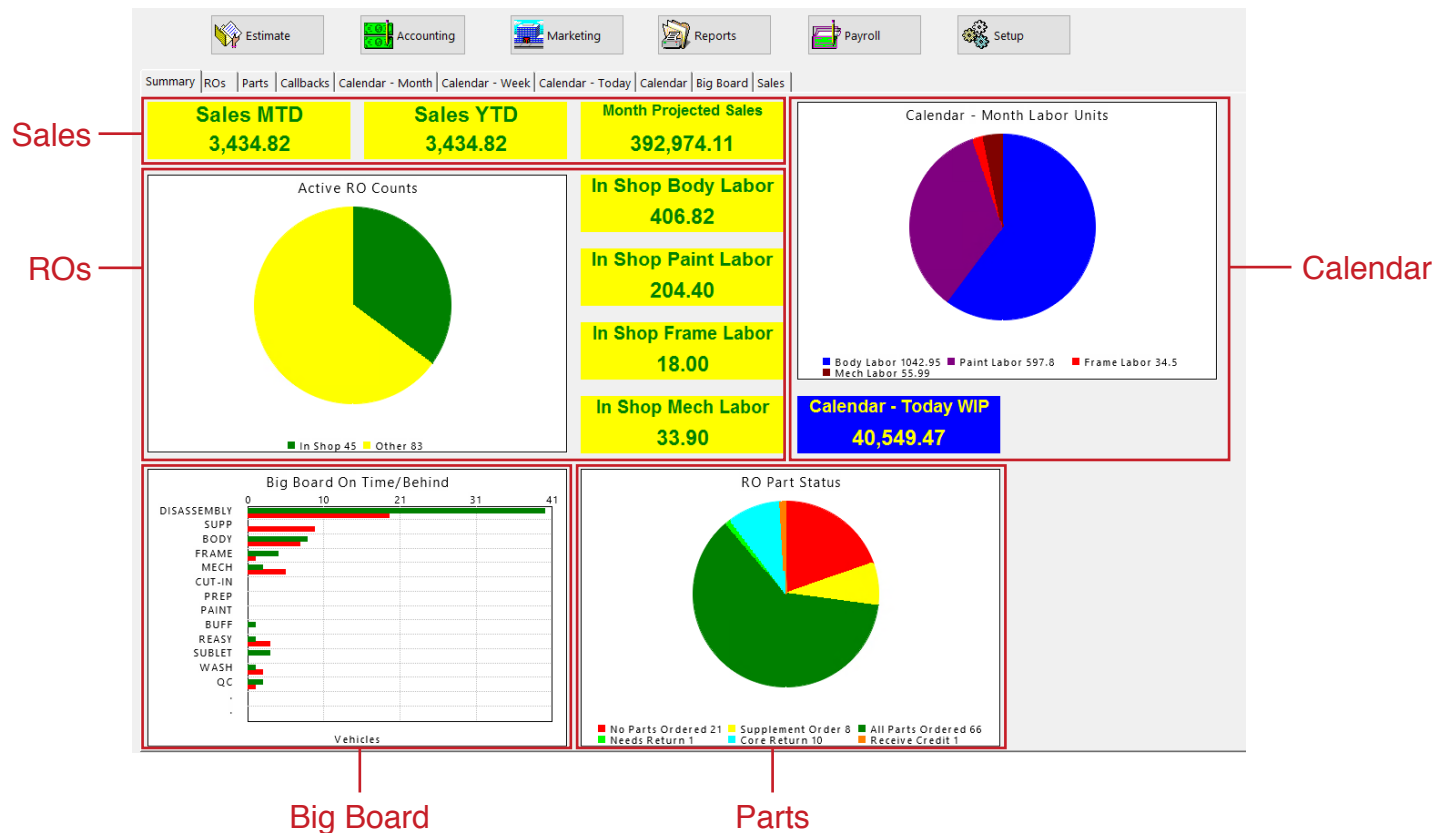 Estimate Accounting Marketing Reports Payroll Setup
Summary ROs Parts Callbacks Calendar - Month Calendar - Week Calendar - Today Calendar Big Board Sales
Sales
Sales MTD
3,434.82
Sales YTD
3,434.82
Month Projected Sales
392,974.11
ROs
Active RO Counts
In Shop 45 Other 83
In Shop Body Labor
406.82
In Shop Paint Labor
204.40
In Shop Frame Labor
18.00
In Shop Mech Labor
33.90
Calendar - Month Labor Units
Body Labor 1042.95 Paint Labor 597.8 Frame Labor 34.5
Mech Labor 55.99
Calendar - Today WIP
40,549.47
Calendar
Big Board On Time/Behind
0 10 21 31 41
DISASSEMBLY
SUPP
BODY
FRAME
MECH
CUT-IN
PREP
PAINT
BUFF
REASY
SUBLET
WASH
QC
.
.
Vehicles
Big Board
RO Part Status
No Parts Ordered 21 Supplement Order 8 All Parts Ordered 66
Needs Return 1 Core Return 10 Receive Credit 1
Parts